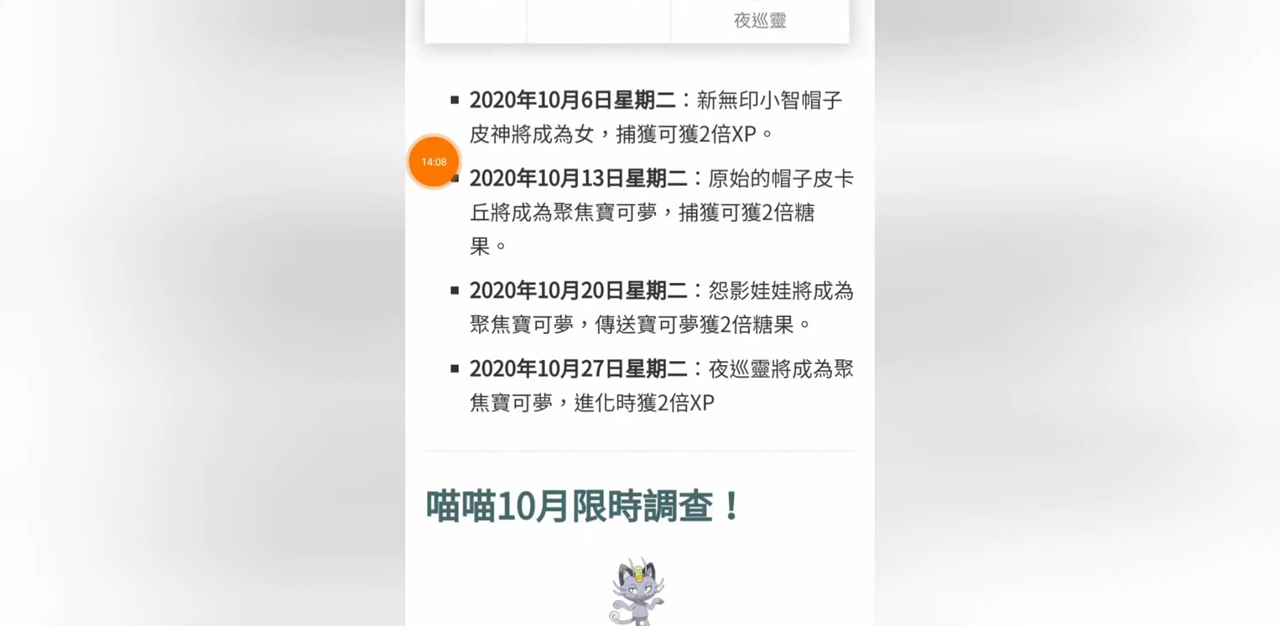 夜巡靈
2020年10月6日星期二：新無印小智帽子
皮神將成為女，捕獲可獲2倍XP。
14:08
2020年10月13日星期二：原始的帽子皮卡
丘將成為聚焦寶可夢，捕獲可獲2倍糖
果。
2020年10月20日星期二：怨影娃娃將成為
聚焦寶可夢，傳送寶可夢獲2倍糖果。
2020年10月27日星期二：夜巡靈將成為聚
焦寶可夢，進化時獲2倍XP
喵喵10月限時調查！